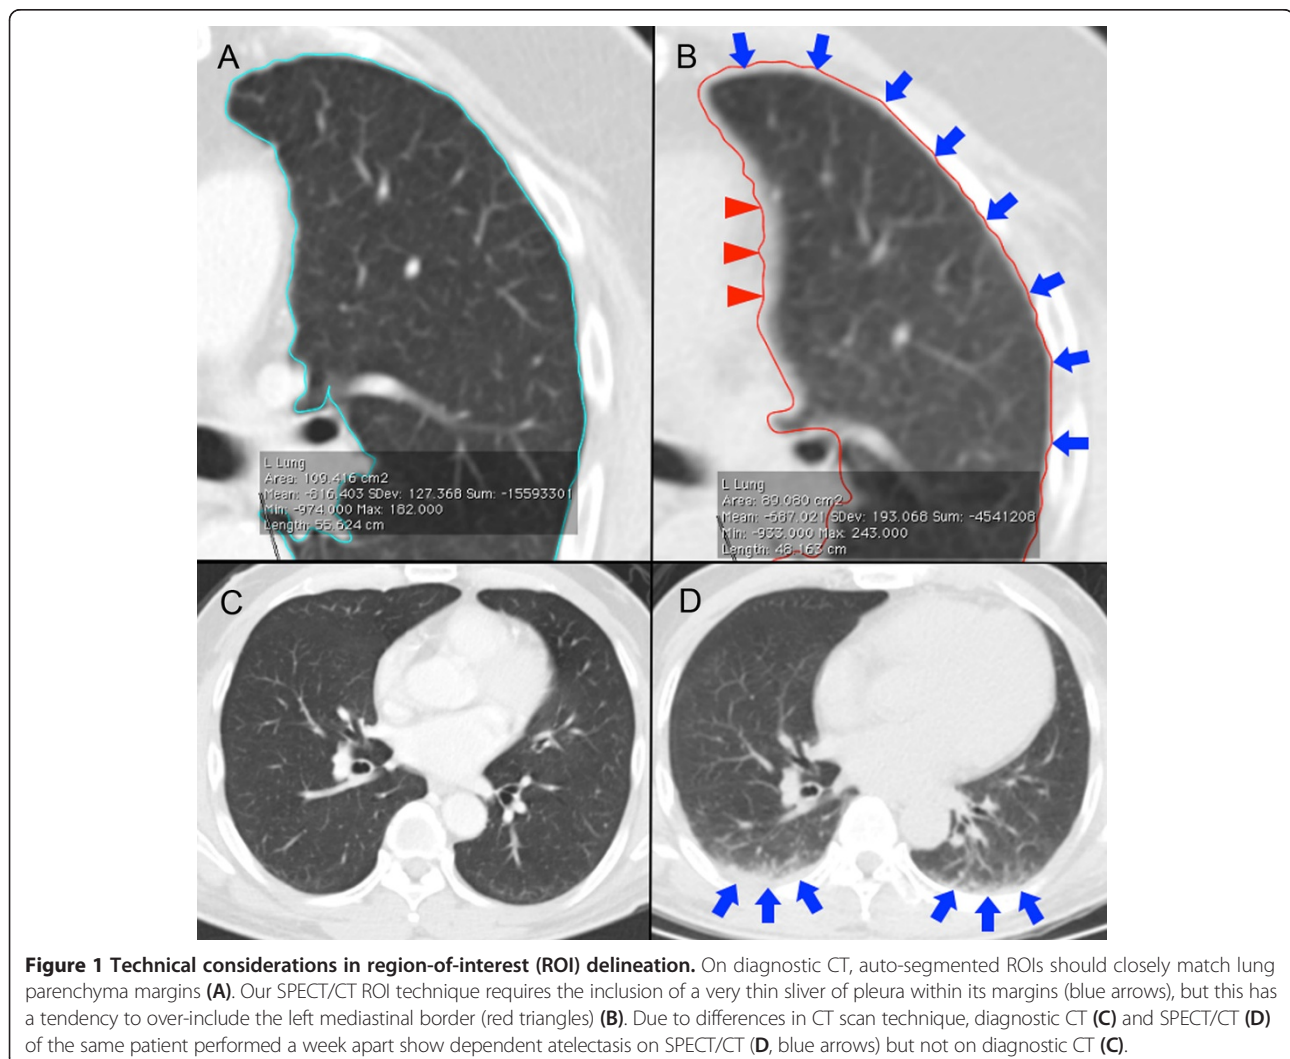 A
B
L Lung
Area: 109.416 cm2
Mean: -816.403 SDev: 127.368 Sum: -15593301
Min: -974.000 Max: 182.000
Length: 55.624 cm
L Lung
Area: 89.080 cm2
Mean: -587.021 SDev: 193.068 Sum: -4541208
Min: -933.000 Max: 243.000
Length: 48.163 cm
C
D
Figure 1 Technical considerations in region-of-interest (ROI) delineation. On diagnostic CT, auto-segmented ROIs should closely match lung
parenchyma margins (A). Our SPECT/CT ROI technique requires the inclusion of a very thin sliver of pleura within its margins (blue arrows), but this has
a tendency to over-include the left mediastinal border (red triangles) (B). Due to differences in CT scan technique, diagnostic CT (C) and SPECT/CT (D)
of the same patient performed a week apart show dependent atelectasis on SPECT/CT (D, blue arrows) but not on diagnostic CT (C).